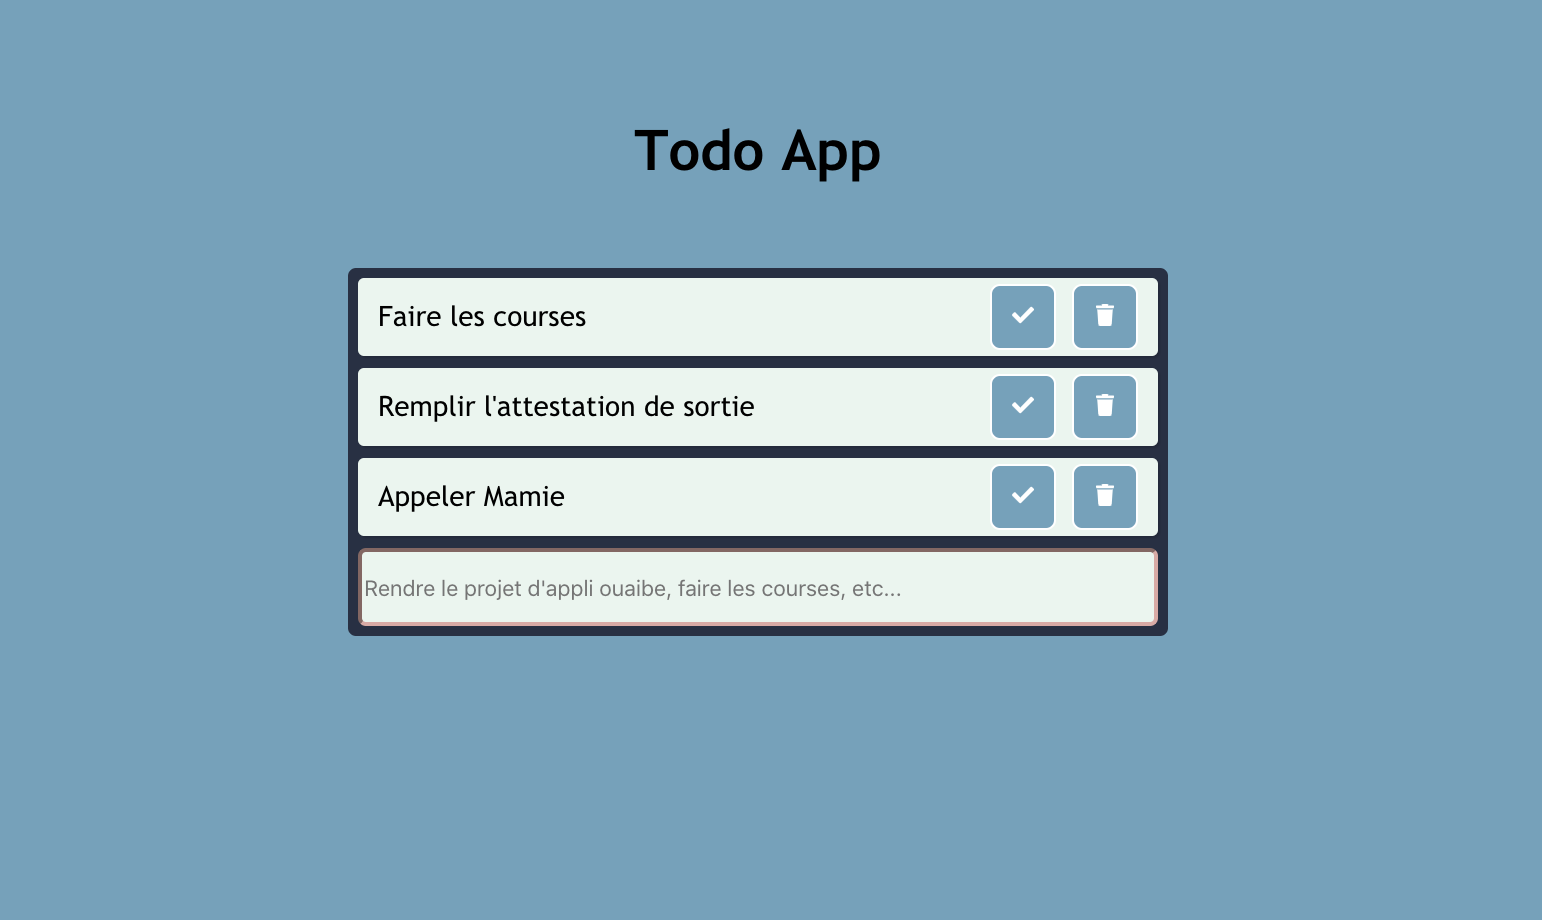 Todo App
Faire les courses
Remplir l'attestation de sortie
Appeler Mamie
Rendre le projet d'appli ouaibe, faire les courses, etc...